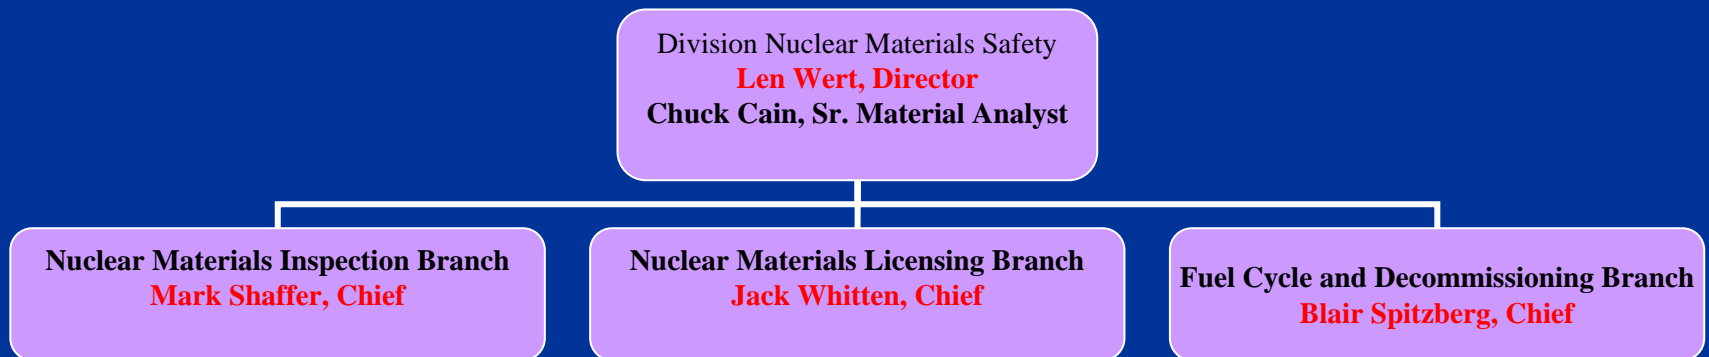 Division Nuclear Materials Safety
Len Wert, Director
Chuck Cain, Sr. Material Analyst
Nuclear Materials Inspection Branch
Mark Shaffer, Chief
Nuclear Materials Licensing Branch
Jack Whitten, Chief
Fuel Cycle and Decommissioning Branch
Blair Spitzberg, Chief